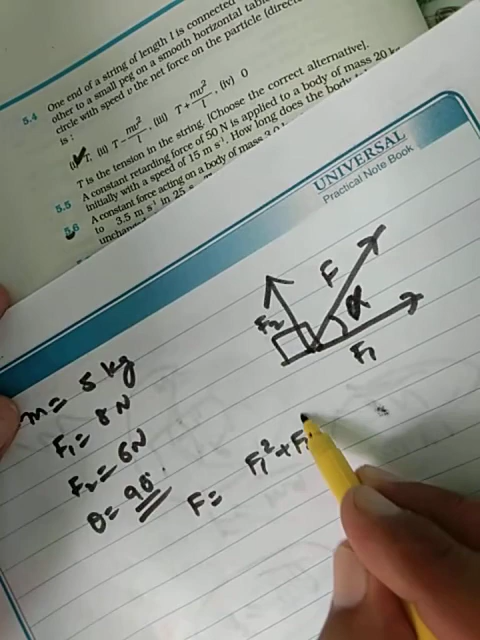 5.4 One end of a string of length l is connected
other to a small peg on a smooth horizontal
circle with speed v the net force on the particle
is :
(i) T, (ii) T − mv²/l, (iii) T + mv²/l, (iv) 0
T is the tension in the string. [Choose the correct alternative].
5.5 A constant retarding force of 50 N is applied to a body of mass 20
initially with a speed of 15 m s⁻¹. How long does the body
5.6 A constant force acting on a body of mass
to 3.5 m s⁻¹ in 25
UNIVERSAL
Practical Note Book
F₂ F α
F₁
m = 5 kg
F₁ = 8 N
F₂ = 6N
θ = 90°
F = F₁² + F